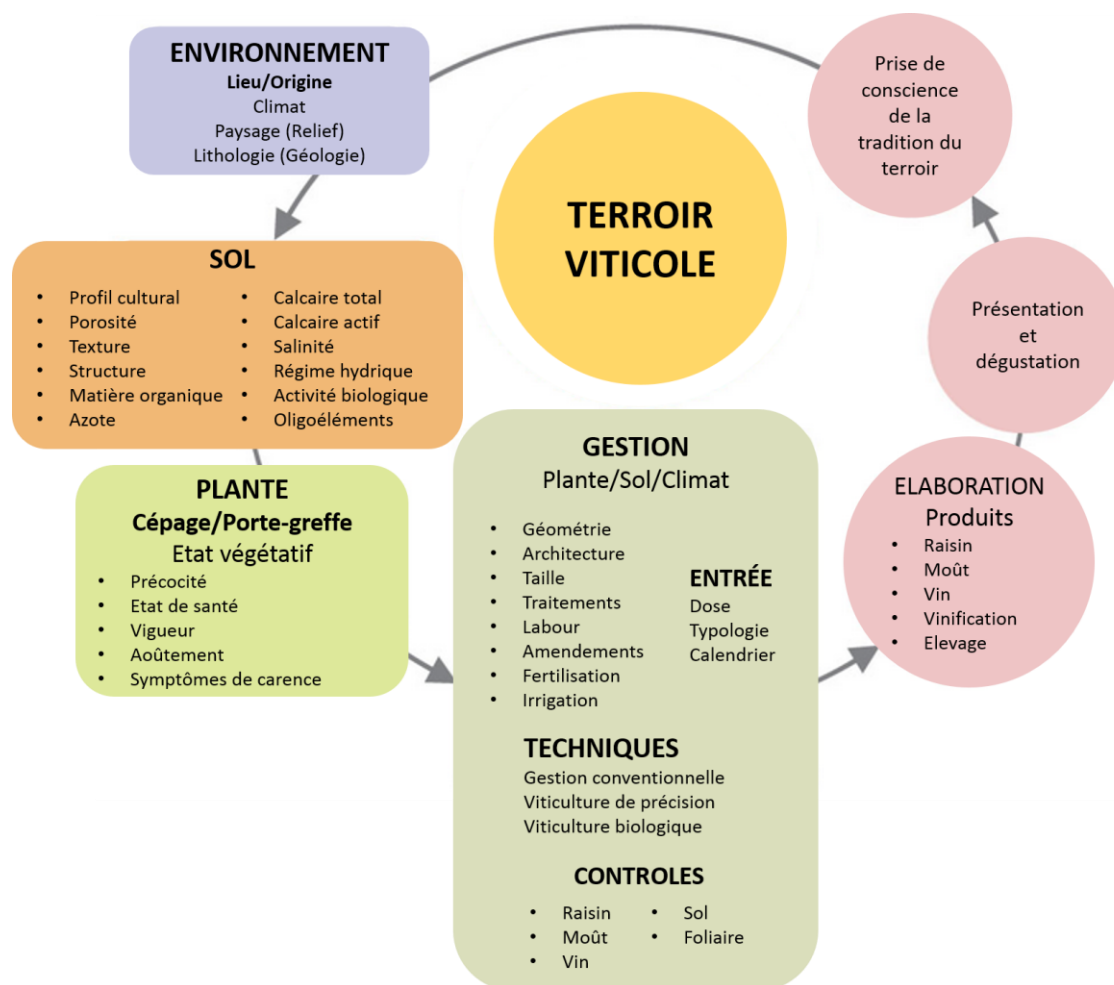 ENVIRONNEMENT
Lieu/Origine
Climat
Paysage (Relief)
Lithologie (Géologie)
Prise de
conscience
de la
tradition du
terroir
TERROIR
VITICOLE
SOL
• Profil cultural
• Porosité
• Texture
• Structure
• Matière organique
• Azote
• Calcaire total
• Calcaire actif
• Salinité
• Régime hydrique
• Activité biologique
• Oligoéléments
Présentation
et
dégustation
PLANTE
Cépage/Porte-greffe
Etat végétatif
• Précocité
• Etat de santé
• Vigueur
• Aoûtement
• Symptômes de carence
GESTION
Plante/Sol/Climat
• Géométrie
• Architecture
• Taille
• Traitements
• Labour
• Amendements
• Fertilisation
• Irrigation
ENTRÉE
Dose
Typologie
Calendrier
TECHNIQUES
Gestion conventionnelle
Viticulture de précision
Viticulture biologique
CONTROLES
• Raisin
• Moût
• Vin
• Sol
• Foliaire
ELABORATION
Produits
• Raisin
• Moût
• Vin
• Vinification
• Elevage